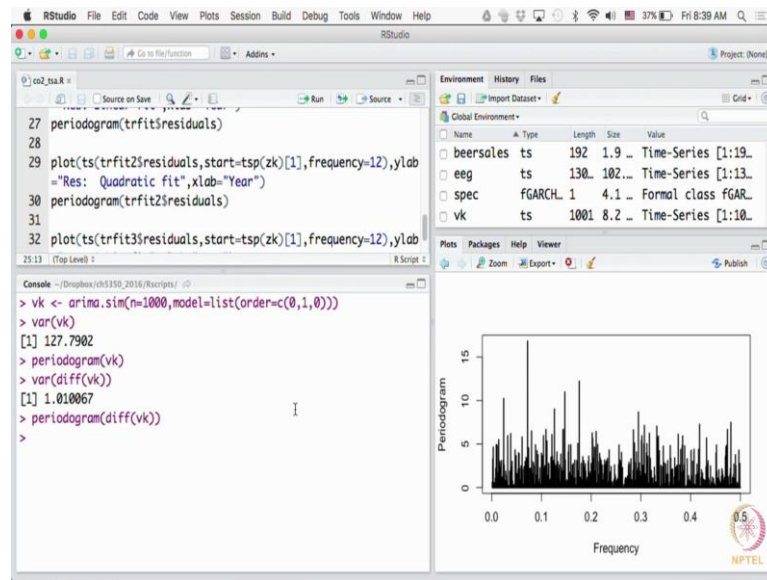 RStudio File Edit Code View Plots Session Build Debug Tools Window Help 37% Fri 8:39 AM
RStudio
Go to file/function Addins Project: (None)
co2_tsa.R
Source on Save Run Source
27 periodogram(trfit$residuals)
28
29 plot(ts(trfit2$residuals,start=tsp(zk)[1],frequency=12),ylab
="Res: Quadratic fit",xlab="Year")
30 periodogram(trfit2$residuals)
31
32 plot(ts(trfit3$residuals,start=tsp(zk)[1],frequency=12),ylab
25:13 (Top Level) R Script
Console ~/Dropbox/ch5350_2016/Rscripts/
> vk <- arima.sim(n=1000,model=list(order=c(0,1,0)))
> var(vk)
[1] 127.7902
> periodogram(vk)
> var(diff(vk))
[1] 1.010067
> periodogram(diff(vk))
>
Environment History Files
Import Dataset Grid
Global Environment
Name Type Length Size Value
beersales ts 192 1.9 … Time-Series [1:19…
eeg ts 130… 102… Time-Series [1:13…
spec fGARCH… 1 4.1 … Formal class fGAR…
vk ts 1001 8.2 … Time-Series [1:10…
Plots Packages Help Viewer
Zoom Export Publish
Periodogram
15
10
5
0
0.0 0.1 0.2 0.3 0.4 0.5
Frequency
NPTEL